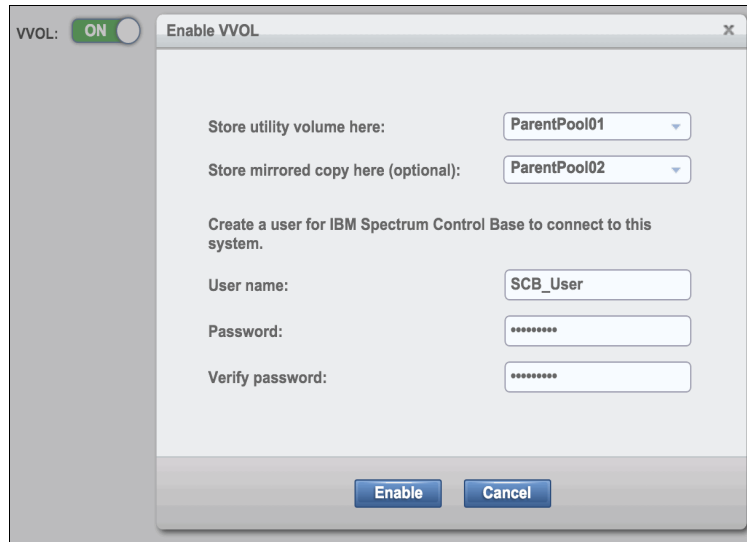 VVOL: ON
Enable VVOL x
Store utility volume here: ParentPool01
Store mirrored copy here (optional): ParentPool02
Create a user for IBM Spectrum Control Base to connect to this
system.
User name: SCB_User
Password: •••••••••
Verify password: •••••••••
Enable Cancel